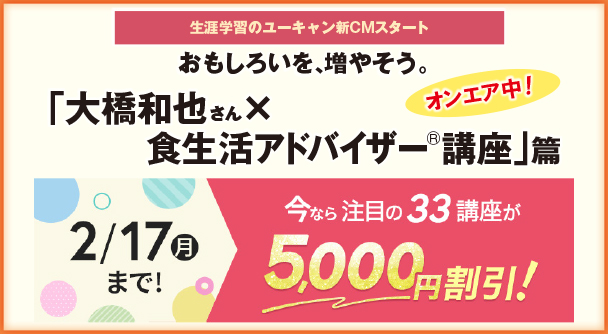 生涯学習のユーキャン新CMスタート
おもしろいを、増やそう。
オンエア中！
「大橋和也さん×
食生活アドバイザー®講座」篇
2/17月
まで！
今なら注目の33講座が
5,000円割引！